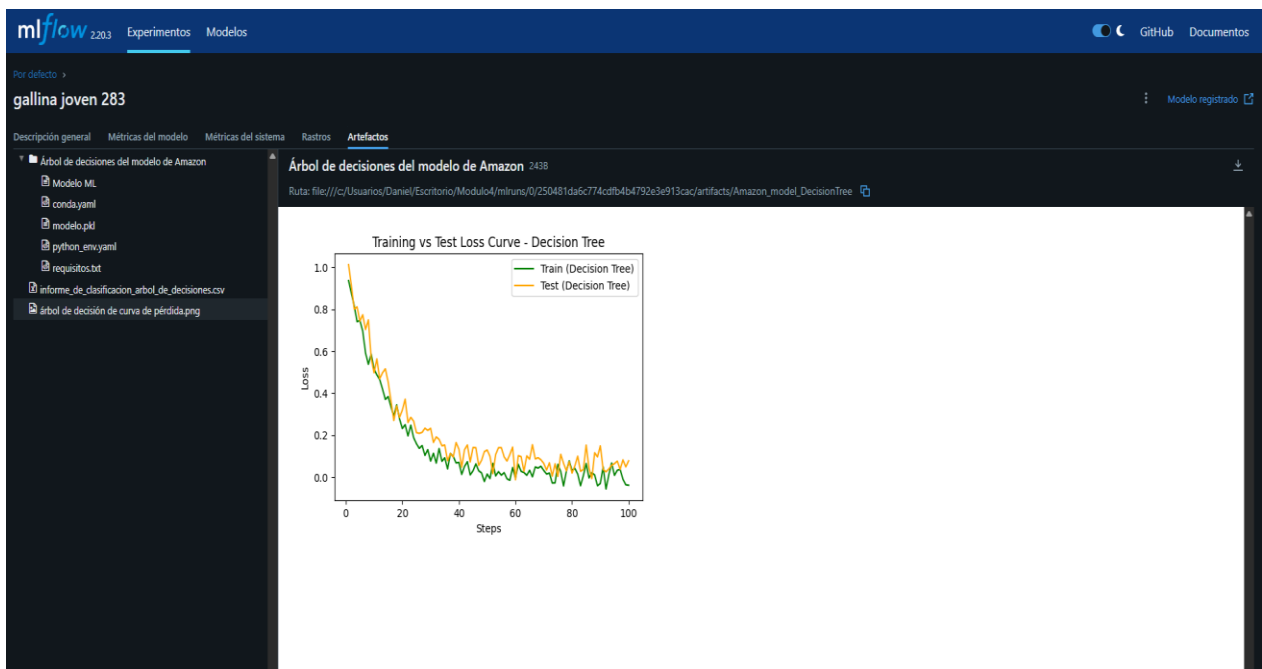 mlflow 2.20.3 Experimentos Modelos GitHub Documentos
Por defecto ›
gallina joven 283
Modelo registrado
Descripción general Métricas del modelo Métricas del sistema Rastros Artefactos
Árbol de decisiones del modelo de Amazon
Modelo ML
conda.yaml
modelo.pkl
python_env.yaml
requisitos.txt
informe_de_clasificacion_arbol_de_decisiones.csv
árbol de decisión de curva de pérdida.png
Árbol de decisiones del modelo de Amazon 243B
Ruta: file:///c:/Usuarios/Daniel/Escritorio/Modulo4/mlruns/0/250481da6c774cdfb4b4792e3e913cac/artifacts/Amazon_model_DecisionTree
Training vs Test Loss Curve - Decision Tree
Train (Decision Tree)
Test (Decision Tree)
1.0
0.8
0.6
0.4
0.2
0.0
Loss
0 20 40 60 80 100
Steps